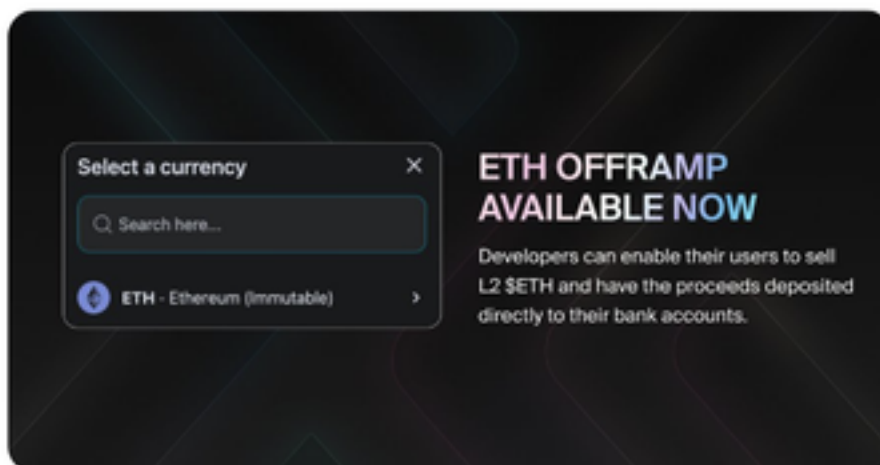 Select a currency
Search here...
ETH - Ethereum (Immutable)
ETH OFFRAMP
AVAILABLE NOW
Developers can enable their users to sell
L2 $ETH and have the proceeds deposited
directly to their bank accounts.